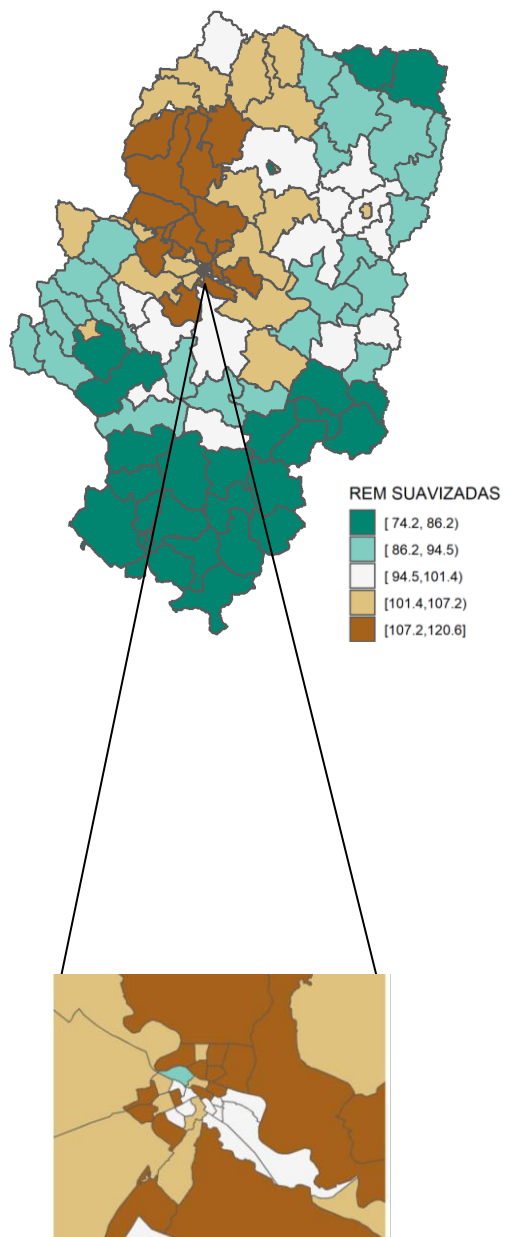 REM SUAVIZADAS
[ 74.2, 86.2)
[ 86.2, 94.5)
[ 94.5,101.4)
[101.4,107.2)
[107.2,120.6]